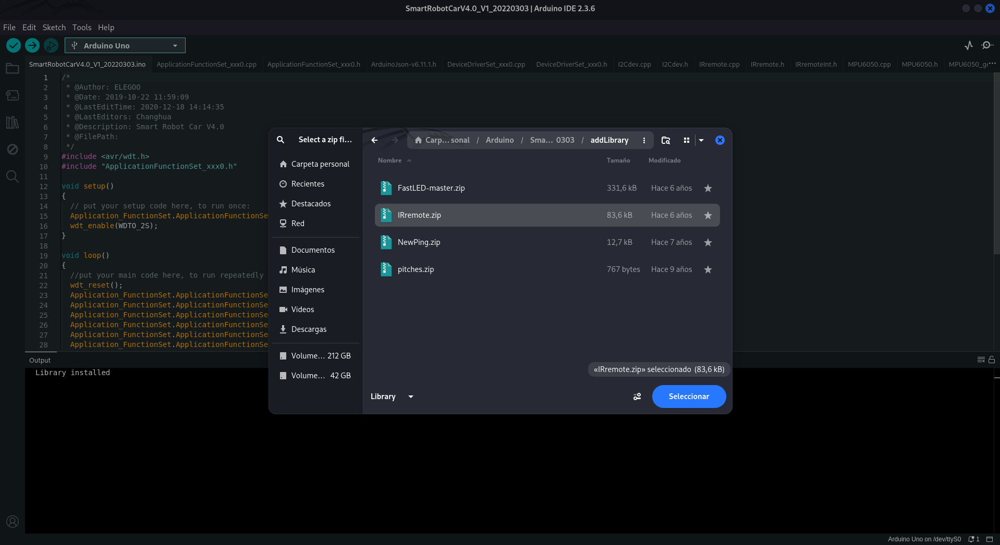 SmartRobotCarV4.0_V1_20220303 | Arduino IDE 2.3.6
File Edit Sketch Tools Help
Arduino Uno
SmartRobotCarV4.0_V1_20220303.ino ApplicationFunctionSet_xxx0.cpp ApplicationFunctionSet_xxx0.h ArduinoJson-v6.11.1.h DeviceDriverSet_xxx0.cpp DeviceDriverSet_xxx0.h I2Cdev.cpp I2Cdev.h IRremote.cpp IRremote.h IRremoteInt.h MPU6050.cpp MPU6050.h MPU6050_ge ...
1 /*
2 * @Author: ELEGOO
3 * @Date: 2019-10-22 11:59:09
4 * @LastEditTime: 2020-12-18 14:14:35
5 * @LastEditors: Changhua
6 * @Description: Smart Robot Car V4.0
7 * @FilePath:
8 */
9 #include <avr/wdt.h>
10 #include "ApplicationFunctionSet_xxx0.h"
11
12 void setup()
13 {
14 // put your setup code here, to run once:
15 Application_FunctionSet.ApplicationFunctionSe
16 wdt_enable(WDTO_2S);
17 }
18
19 void loop()
20 {
21 //put your main code here, to run repeatedly
22 wdt_reset();
23 Application_FunctionSet.ApplicationFunctionSe
24 Application_FunctionSet.ApplicationFunctionSe
25 Application_FunctionSet.ApplicationFunctionSe
26 Application_FunctionSet.ApplicationFunctionSe
27 Application_FunctionSet.ApplicationFunctionSe
28 Application_FunctionSet.ApplicationFunctionSe
Select a zip fi...
Carpeta personal
Recientes
Destacados
Red
Documentos
Música
Imágenes
Vídeos
Descargas
Volume... 212 GB
Volume... 42 GB
Carp...sonal / Arduino / Sma... 0303 / addLibrary
Nombre Tamaño Modificado
FastLED-master.zip 331,6 kB Hace 6 años
IRremote.zip 83,6 kB Hace 6 años
NewPing.zip 12,7 kB Hace 7 años
pitches.zip 767 bytes Hace 9 años
«IRremote.zip» seleccionado (83,6 kB)
Library
Seleccionar
Output
Library installed
Arduino Uno on /dev/ttyS0 1